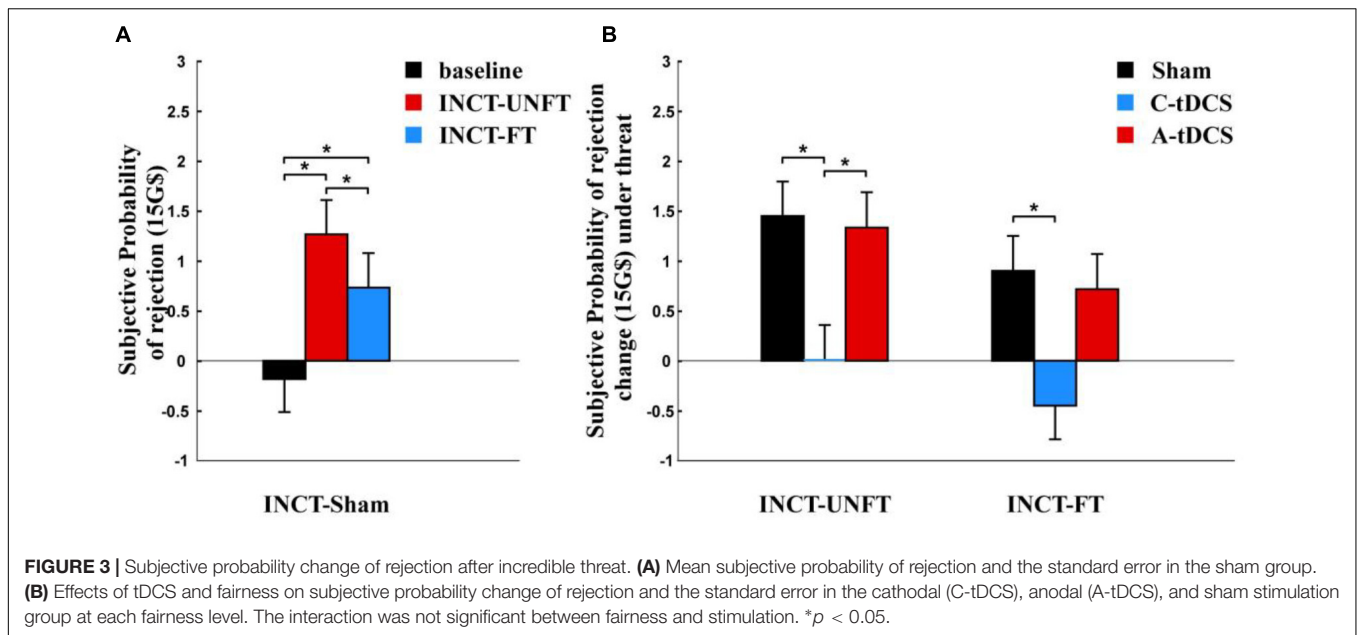 A
3
2.5
2
1.5
1
0.5
0
-0.5
-1
Subjective Probability
of rejection (15G$)
baseline
INCT-UNFT
INCT-FT
*
*
*
INCT-Sham
B
3
2.5
2
1.5
1
0.5
0
-0.5
-1
Subjective Probability of rejection
change (15G$) under threat
Sham
C-tDCS
A-tDCS
*
*
*
INCT-UNFT
INCT-FT
FIGURE 3 | Subjective probability change of rejection after incredible threat. (A) Mean subjective probability of rejection and the standard error in the sham group.
(B) Effects of tDCS and fairness on subjective probability change of rejection and the standard error in the cathodal (C-tDCS), anodal (A-tDCS), and sham stimulation
group at each fairness level. The interaction was not significant between fairness and stimulation. *p < 0.05.